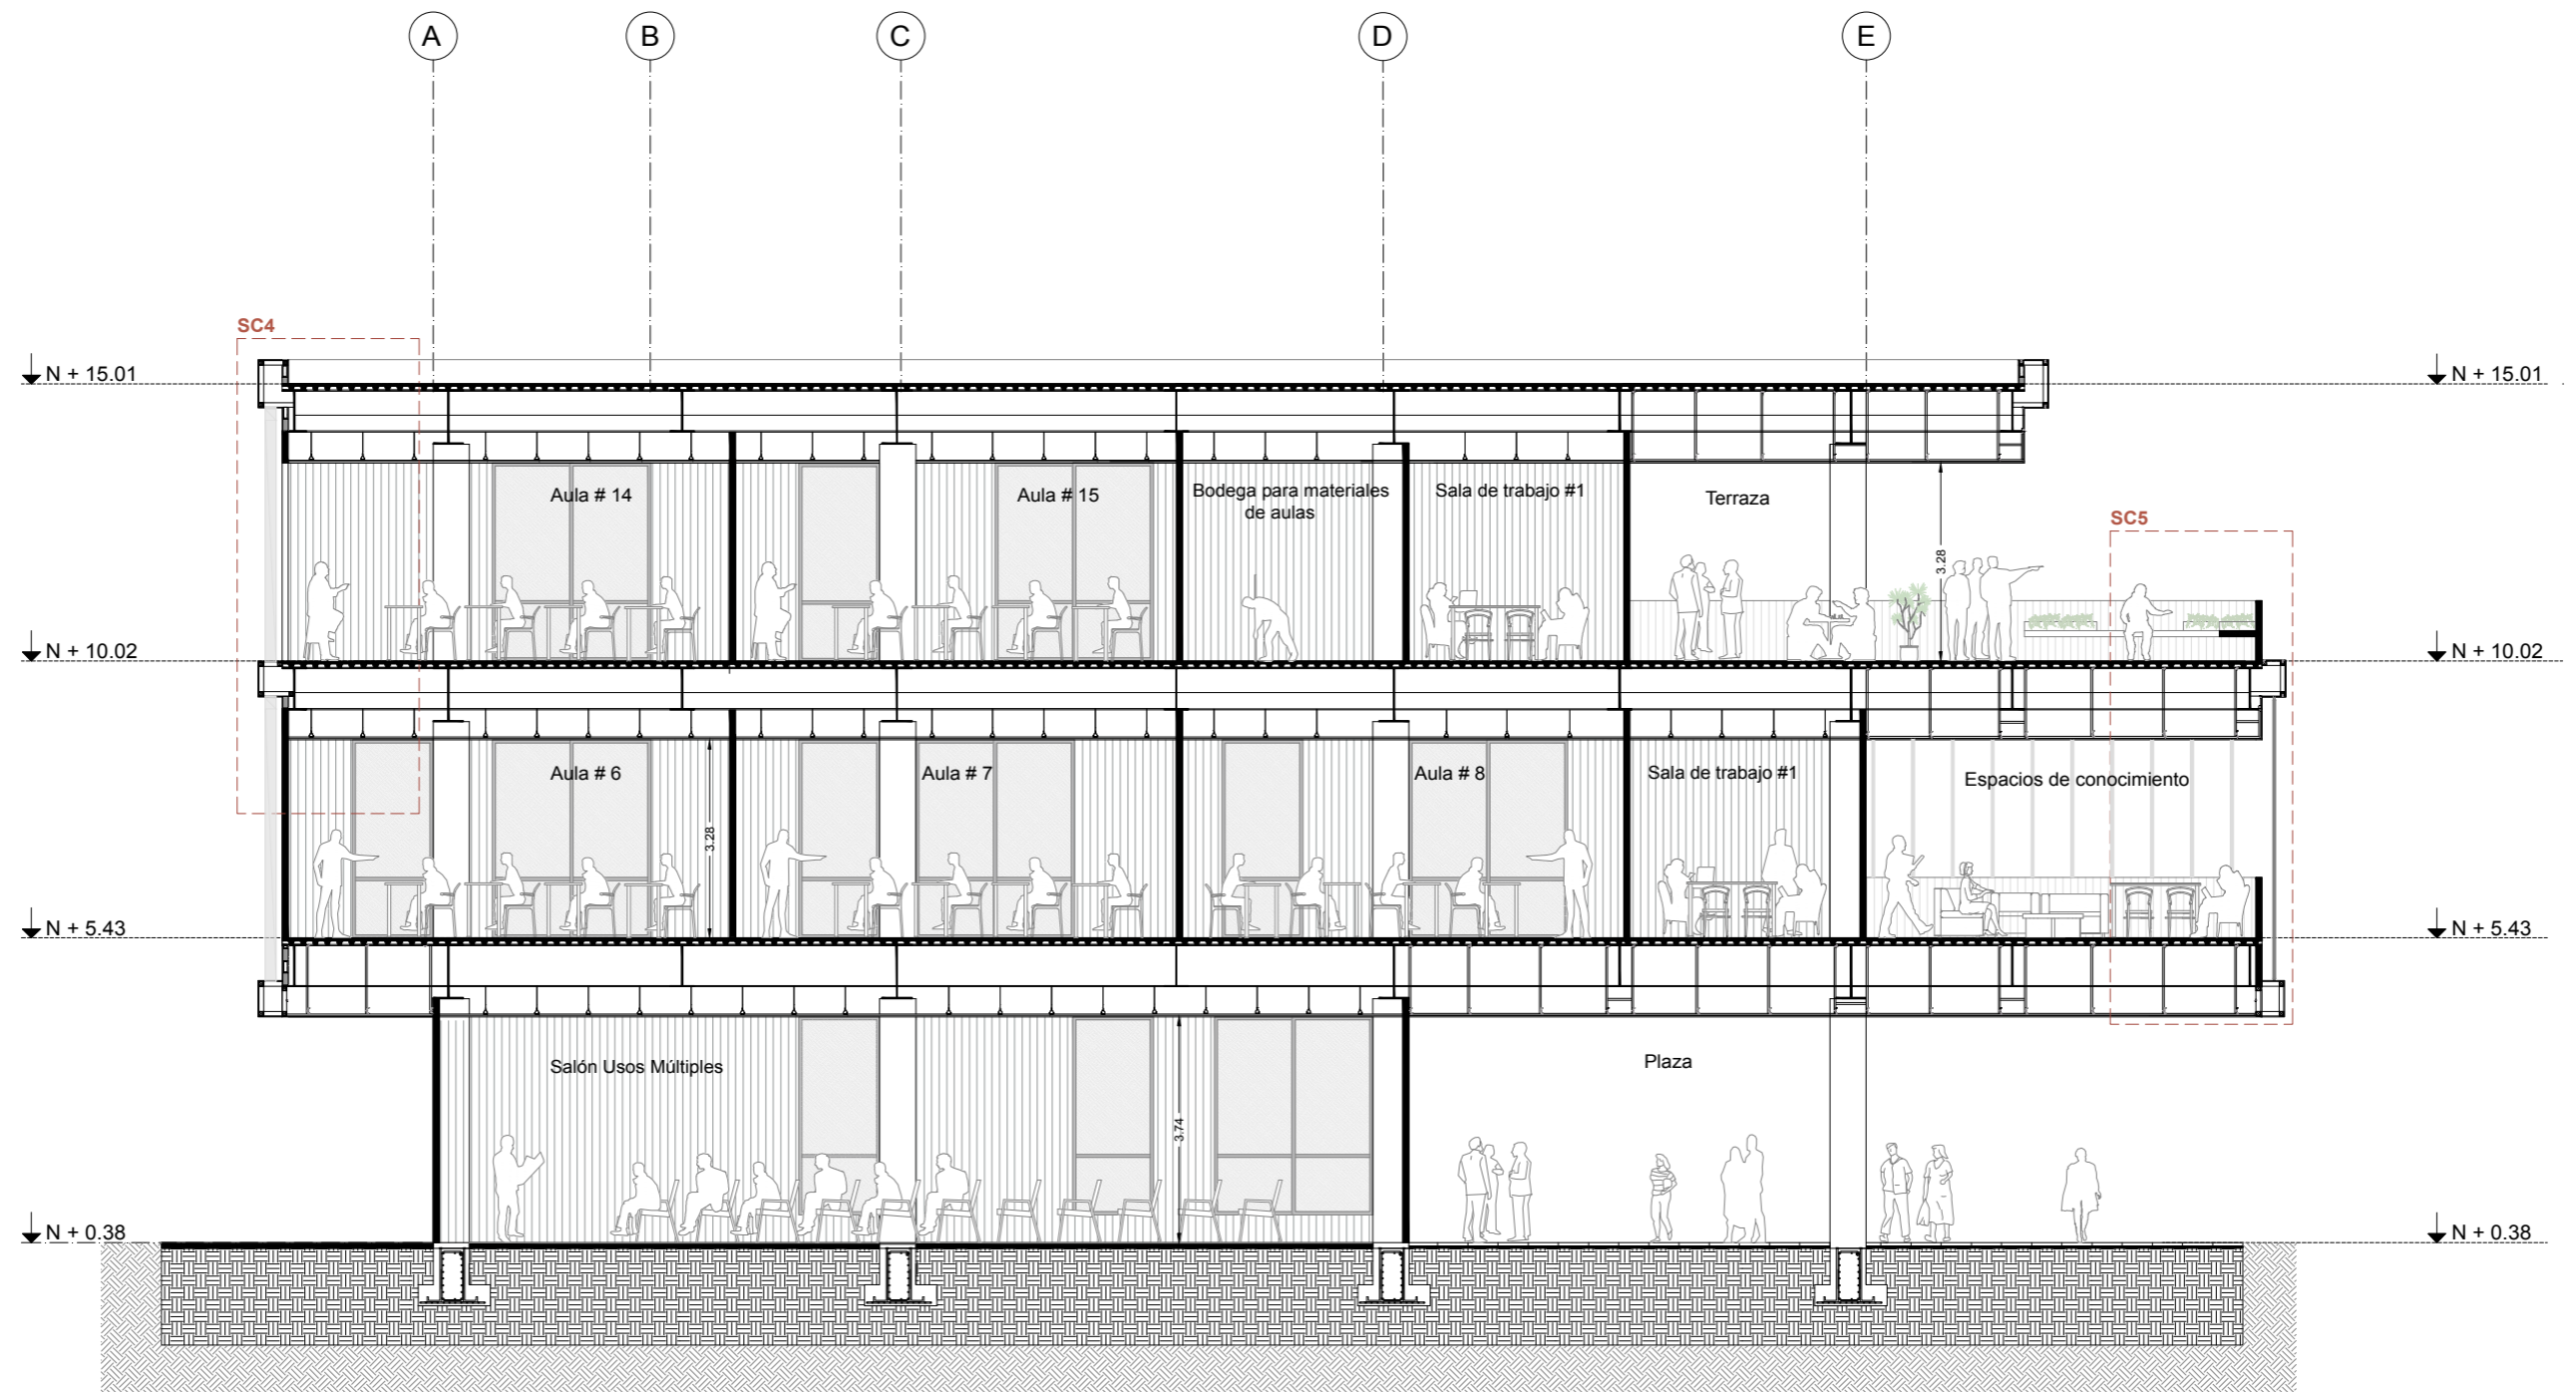 A B C D E
SC4
N + 15.01 N + 15.01
Aula # 14 Aula # 15 Bodega para materiales
de aulas
Sala de trabajo #1 Terraza
SC5
3.28
N + 10.02 N + 10.02
Aula # 6 Aula # 7 Aula # 8 Sala de trabajo #1 Espacios de conocimiento
3.28
N + 5.43 N + 5.43
Salón Usos Múltiples Plaza
3.74
N + 0.38 N + 0.38